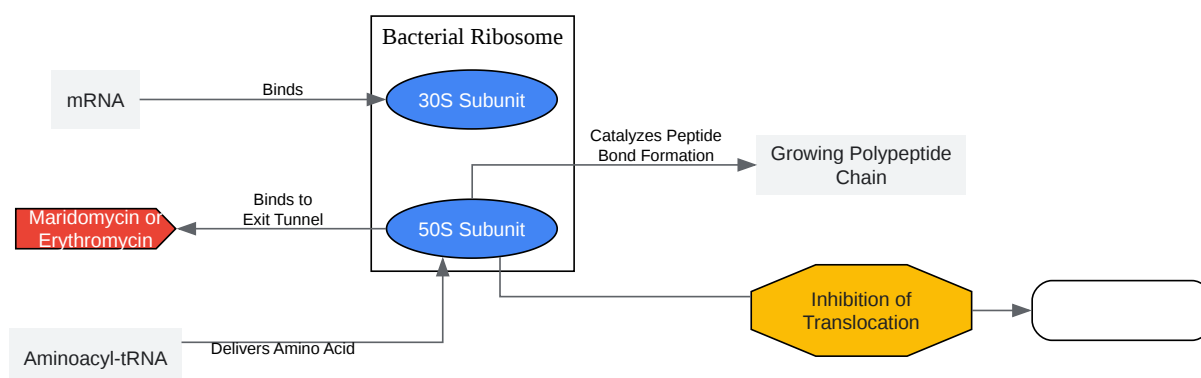 Bacterial Ribosome
mRNA
Binds
30S Subunit
Catalyzes Peptide
Bond Formation
Growing Polypeptide
Chain
Maridomycin or
Erythromycin
Binds to
Exit Tunnel
50S Subunit
Inhibition of
Translocation
Aminoacyl-tRNA
Delivers Amino Acid